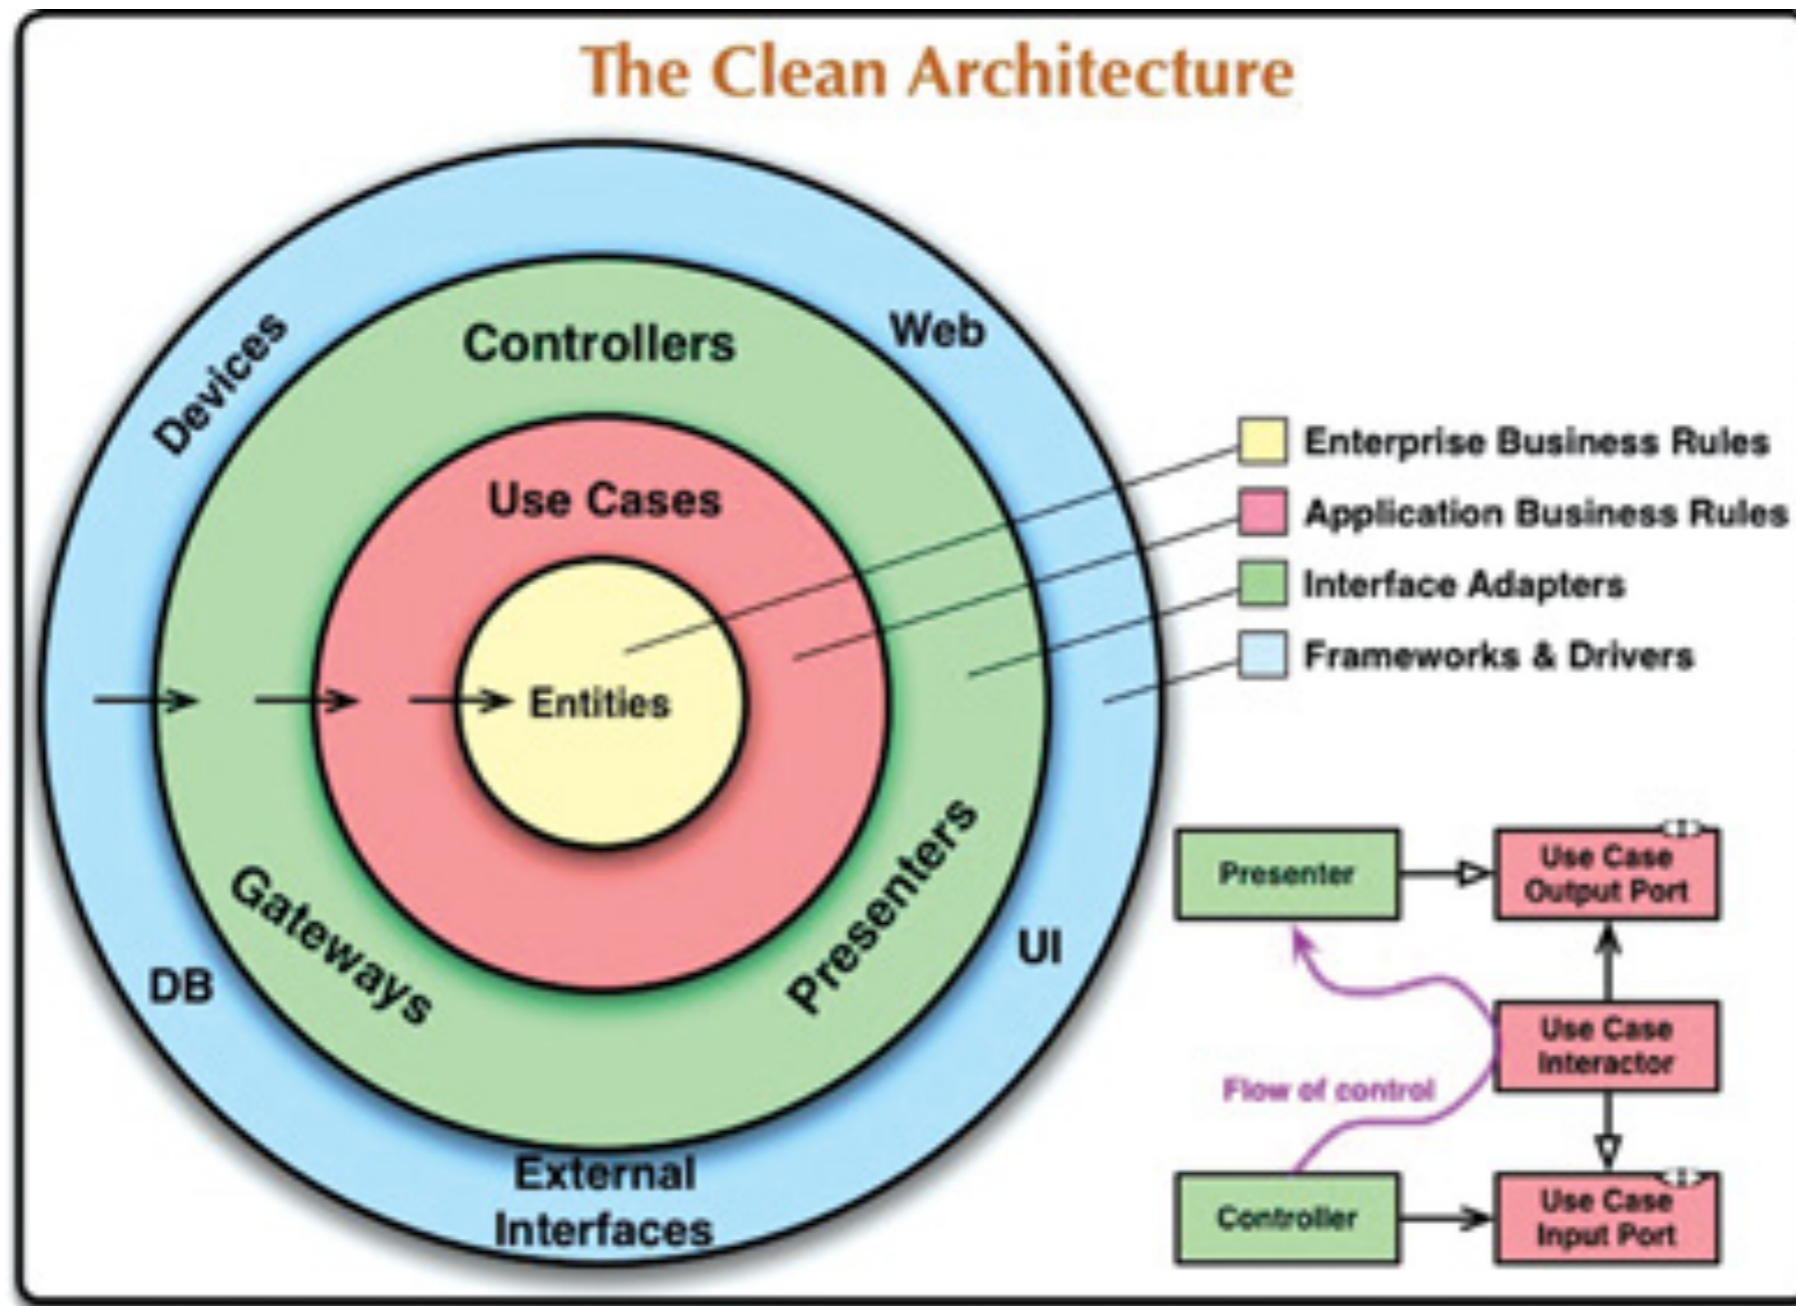 The Clean Architecture
Devices
Controllers
Web
Use Cases
Entities
Gateways
Presenters
DB
UI
External
Interfaces
Enterprise Business Rules
Application Business Rules
Interface Adapters
Frameworks & Drivers
Presenter
Use Case
Output Port
Use Case
Interactor
Flow of control
Controller
Use Case
Input Port